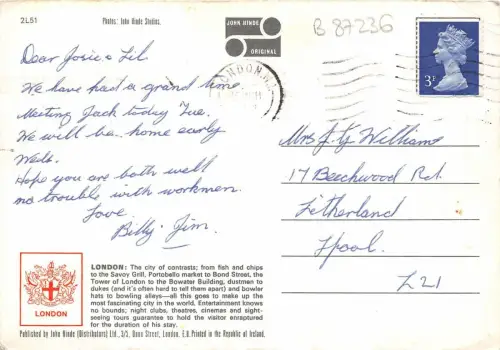 2L51
Photos: John Hinde Studios.
JOHN HINDE
ORIGINAL
B 87236
3P
LONDON
Dear Josie & Lil
We have had a grand time
Meeting Jack today Tue.
We will be home early
Weds.
Hope you are both well
no trouble with workmen.
Love
Billy & Jim.
Mrs J. G. Williams
17 Beechwood Rd.
Litherland
L'pool.
L21
LONDON
LONDON: The city of contrasts; from fish and chips
to the Savoy Grill, Portobello market to Bond Street, the
Tower of London to the Bowater Building, dustmen to
dukes (and it's often hard to tell them apart) and bowler
hats to bowling alleys—all this goes to make up the
most fascinating city in the world. Entertainment knows
no bounds; night clubs, theatres, cinemas and sight-
seeing tours guarantee to hold the visitor enraptured
for the duration of his stay.
Published by John Hinde (Distributors) Ltd., 3/5, Dunn Street, London. E.8. Printed in the Republic of Ireland.